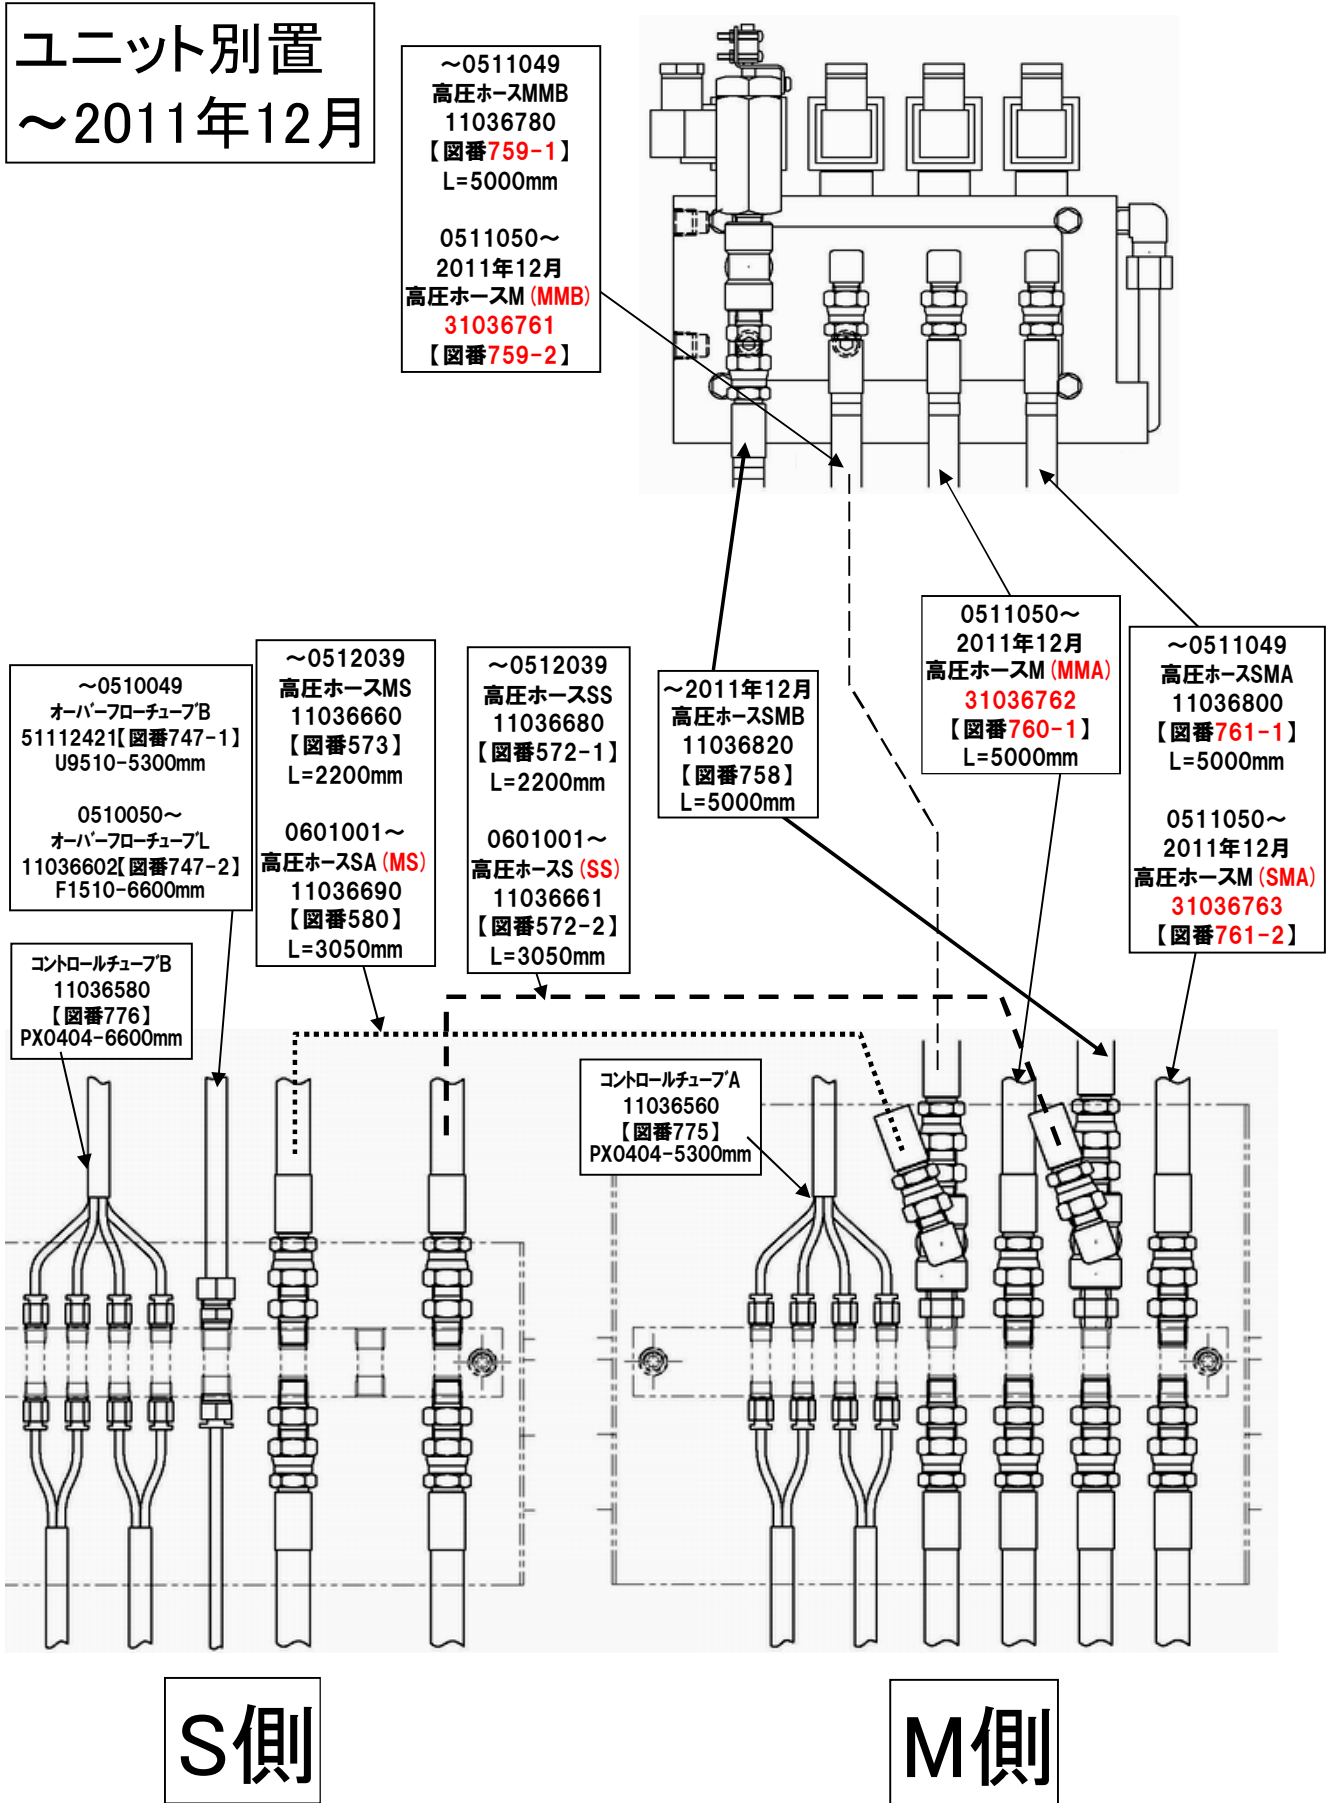 ユニット別置
～2011年12月
～0511049
高圧ホースMMB
11036780
【図番759-1】
L=5000mm
0511050～
2011年12月
高圧ホースM(MMB)
31036761
【図番759-2】
～0510049
オーバーフローチューブB
51112421【図番747-1】
U9510-5300mm
0510050～
オーバーフローチューブL
11036602【図番747-2】
F1510-6600mm
～0512039
高圧ホースMS
11036660
【図番573】
L=2200mm
0601001～
高圧ホースSA(MS)
11036690
【図番580】
L=3050mm
～0512039
高圧ホースSS
11036680
【図番572-1】
L=2200mm
0601001～
高圧ホースS(SS)
11036661
【図番572-2】
L=3050mm
～2011年12月
高圧ホースSMB
11036820
【図番758】
L=5000mm
0511050～
2011年12月
高圧ホースM(MMA)
31036762
【図番760-1】
L=5000mm
～0511049
高圧ホースSMA
11036800
【図番761-1】
L=5000mm
0511050～
2011年12月
高圧ホースM(SMA)
31036763
【図番761-2】
コントロールチューブB
11036580
【図番776】
PX0404-6600mm
コントロールチューブA
11036560
【図番775】
PX0404-5300mm
S側
M側